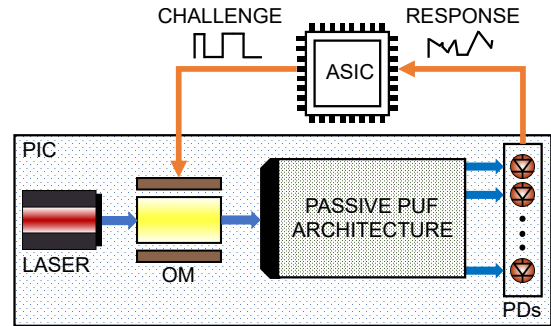 CHALLENGE
RESPONSE
ASIC
PIC
LASER
OM
PASSIVE PUF
ARCHITECTURE
PDs